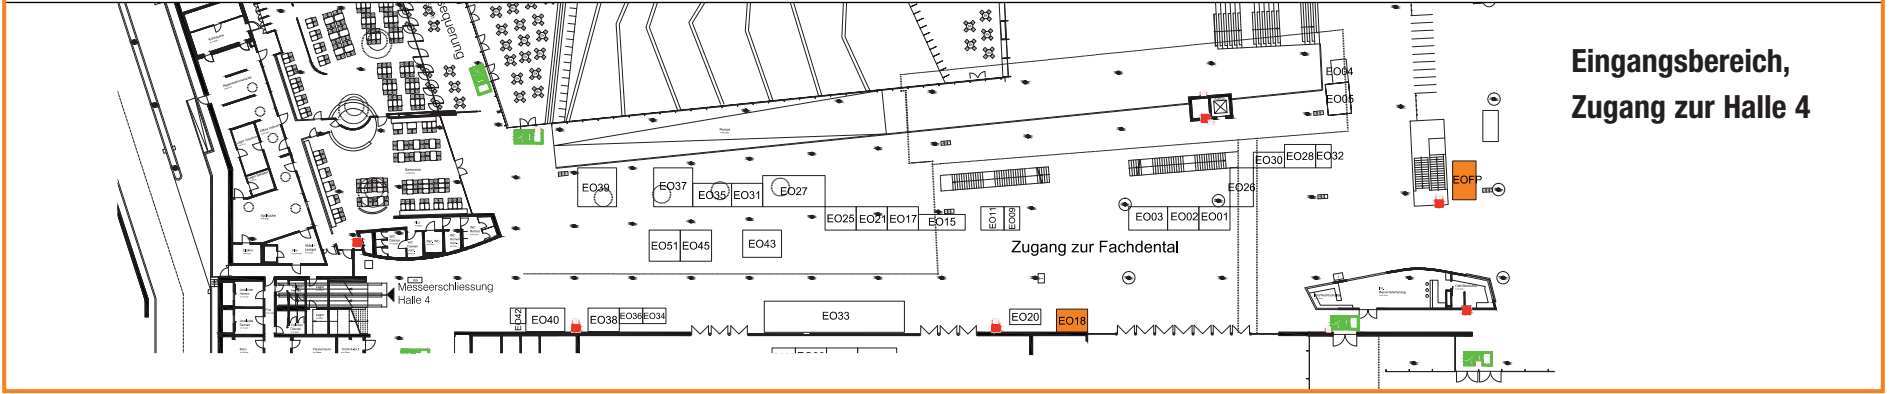 Eingangsbereich,
Zugang zur Halle 4
EO04
EO05
EO30
EO28
EO32
EO39
EO37
EO35
EO31
EO27
EO26
EOFP
EO25
EO21
EO17
EO15
EO11
EO09
EO03
EO02
EO01
EO51
EO45
EO43
Zugang zur Fachdental
Messeerschliessung
Halle 4
EO42
EO40
EO38
EO36
EO34
EO33
EO20
EO18